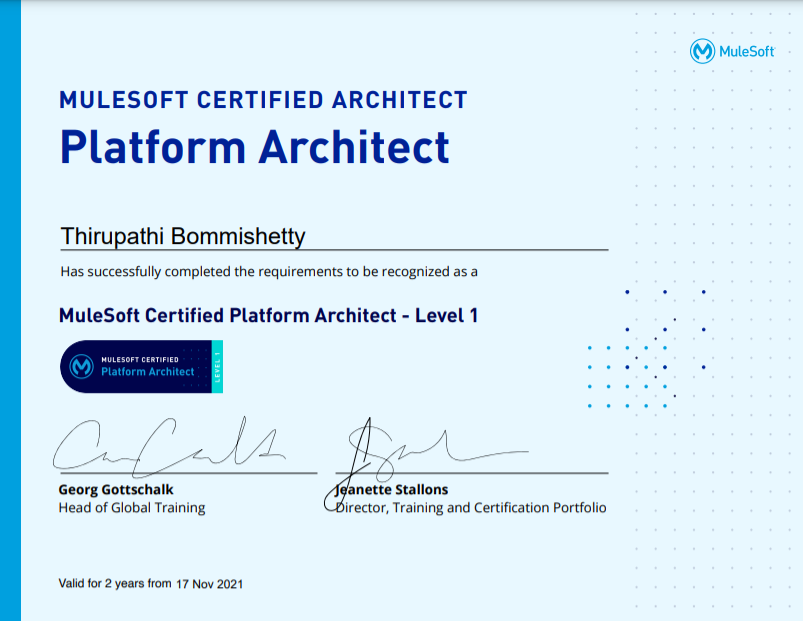 MuleSoft
MULESOFT CERTIFIED ARCHITECT
Platform Architect
Thirupathi Bommishetty
Has successfully completed the requirements to be recognized as a
MuleSoft Certified Platform Architect - Level 1
MULESOFT CERTIFIED
Platform Architect
LEVEL 1
Georg Gottschalk
Head of Global Training
Jeanette Stallons
Director, Training and Certification Portfolio
Valid for 2 years from 17 Nov 2021